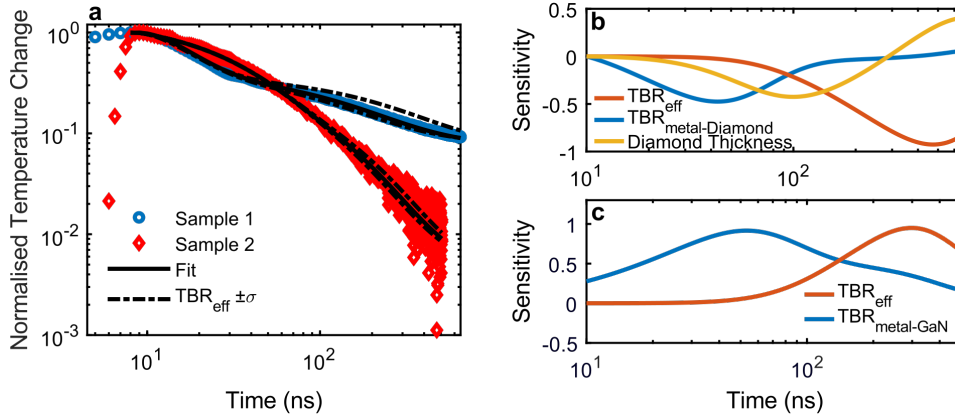 a
Normalised Temperature Change
10^0
10^-1
10^-2
10^-3
Sample 1
Sample 2
Fit
TBR_eff ±σ
10^1
10^2
Time (ns)
b
Sensitivity
0.5
0
-0.5
-1
TBR_eff
TBR_metal-Diamond
Diamond Thickness
10^1
10^2
c
Sensitivity
1
0.5
0
-0.5
TBR_eff
TBR_metal-GaN
10^1
10^2
Time (ns)